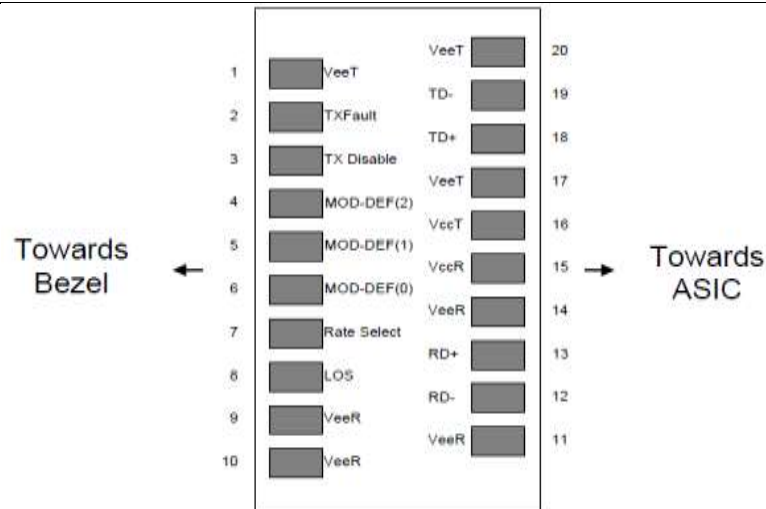 VeeT 20
1 VeeT
TD- 19
2 TXFault
TD+ 18
3 TX Disable
VeeT 17
4 MOD-DEF(2)
VccT 16
Towards
Bezel
5 MOD-DEF(1)
VccR 15
Towards
ASIC
6 MOD-DEF(0)
VeeR 14
7 Rate Select
RD+ 13
8 LOS
RD- 12
9 VeeR
VeeR 11
10 VeeR